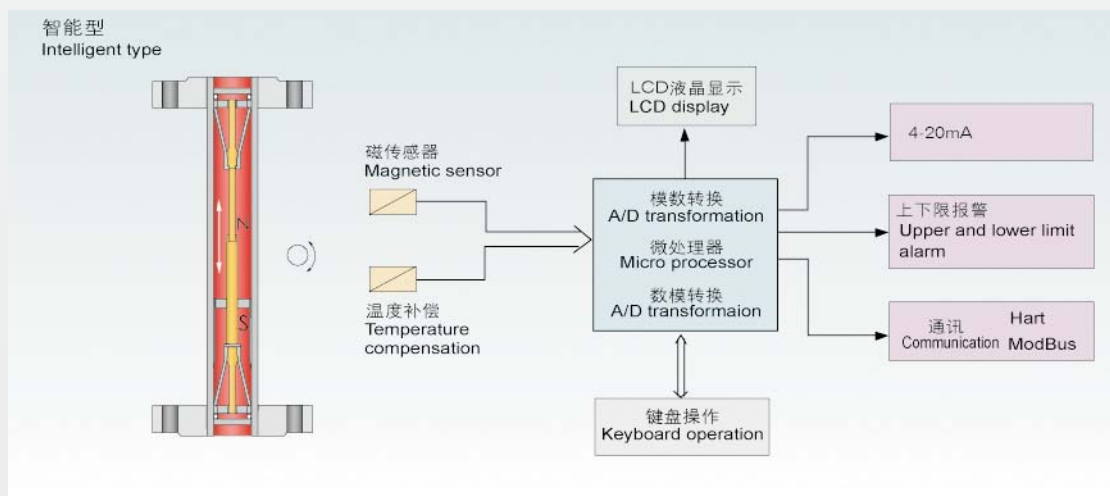 智能型
Intelligent type
N
S
磁传感器
Magnetic sensor
温度补偿
Temperature
compensation
LCD液晶显示
LCD display
模数转换
A/D transformation
微处理器
Micro processor
数模转换
A/D transformaion
键盘操作
Keyboard operation
4-20mA
上下限报警
Upper and lower limit
alarm
通讯 Hart
Communication ModBus